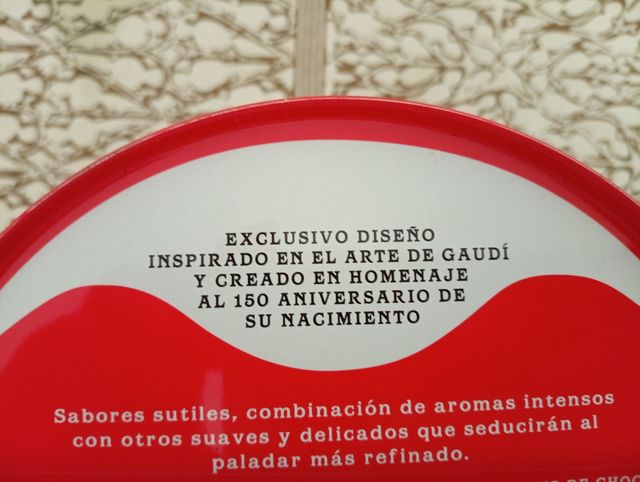 EXCLUSIVO DISEÑO
INSPIRADO EN EL ARTE DE GAUDÍ
Y CREADO EN HOMENAJE
AL 150 ANIVERSARIO DE
SU NACIMIENTO
Sabores sutiles, combinación de aromas intensos
con otros suaves y delicados que seducirán al
paladar más refinado.
DE